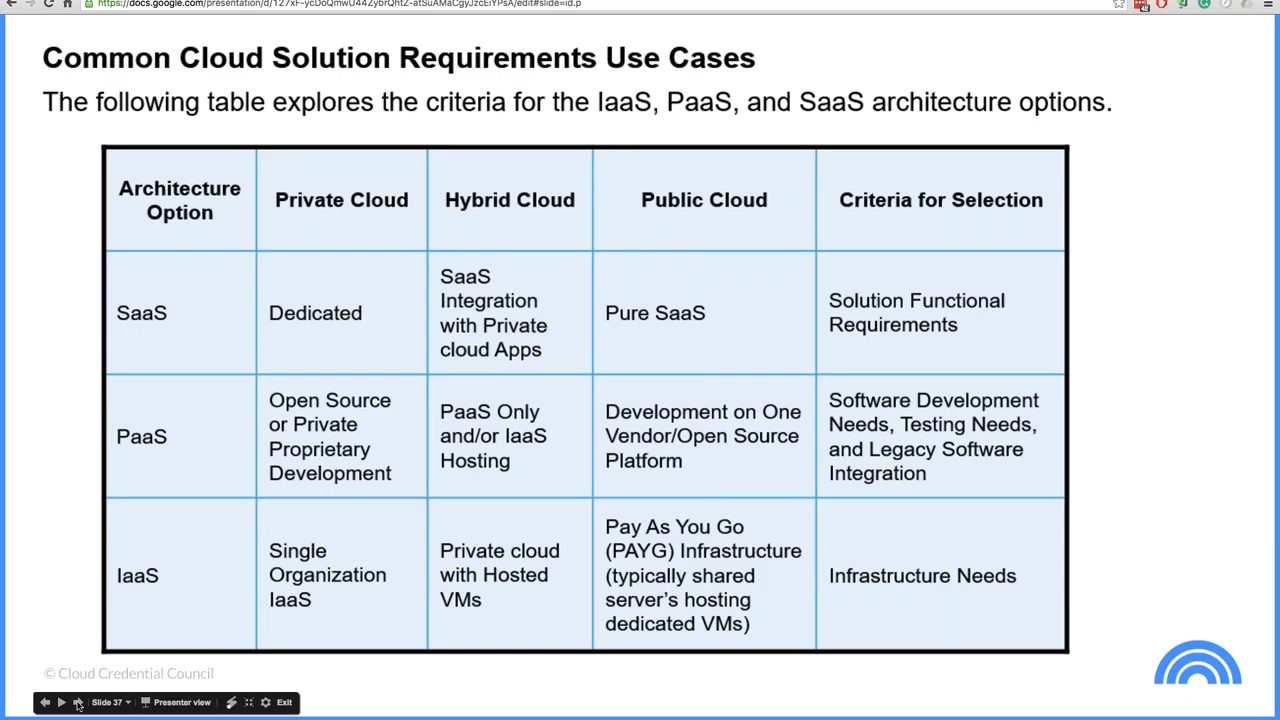 Common Cloud Solution Requirements Use Cases
The following table explores the criteria for the IaaS, PaaS, and SaaS architecture options.
Architecture
Option
Private Cloud
Hybrid Cloud
Public Cloud
Criteria for Selection
SaaS
Dedicated
SaaS
Integration
with Private
cloud Apps
Pure SaaS
Solution Functional
Requirements
PaaS
Open Source
or Private
Proprietary
Development
PaaS Only
and/or IaaS
Hosting
Development on One
Vendor/Open Source
Platform
Software Development
Needs, Testing Needs,
and Legacy Software
Integration
IaaS
Single
Organization
IaaS
Private cloud
with Hosted
VMs
Pay As You Go
(PAYG) Infrastructure
(typically shared
server's hosting
dedicated VMs)
Infrastructure Needs
© Cloud Credential Council
Slide 37
Presenter view
Exit